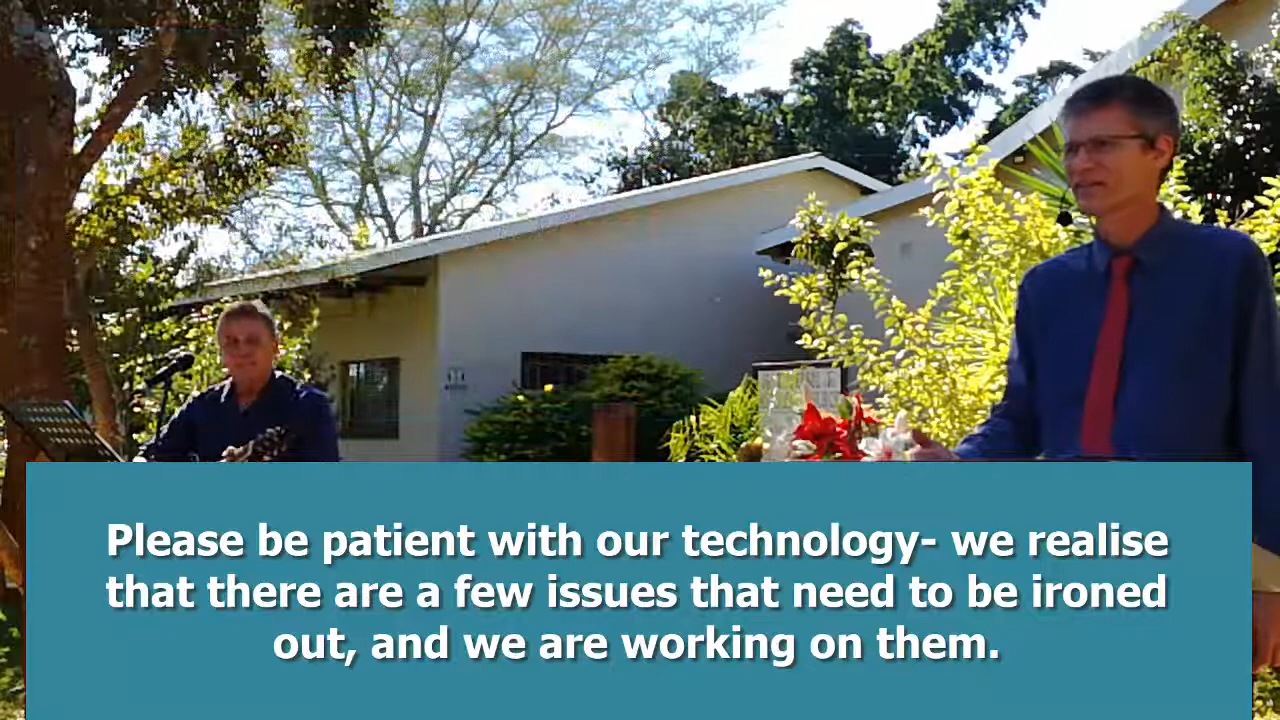 Please be patient with our technology- we realise
that there are a few issues that need to be ironed
out, and we are working on them.